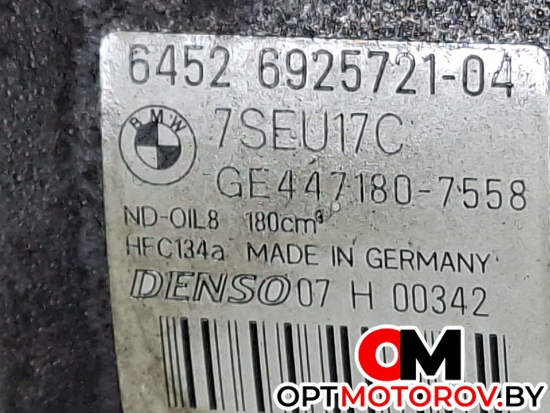 6452 6925721-04
BMW
7SEU17C
GE447180-7558
ND-OIL8 180cm³
HFC134a MADE IN GERMANY
DENSO 07 H 00342
OM
OPTMOTOROV.BY